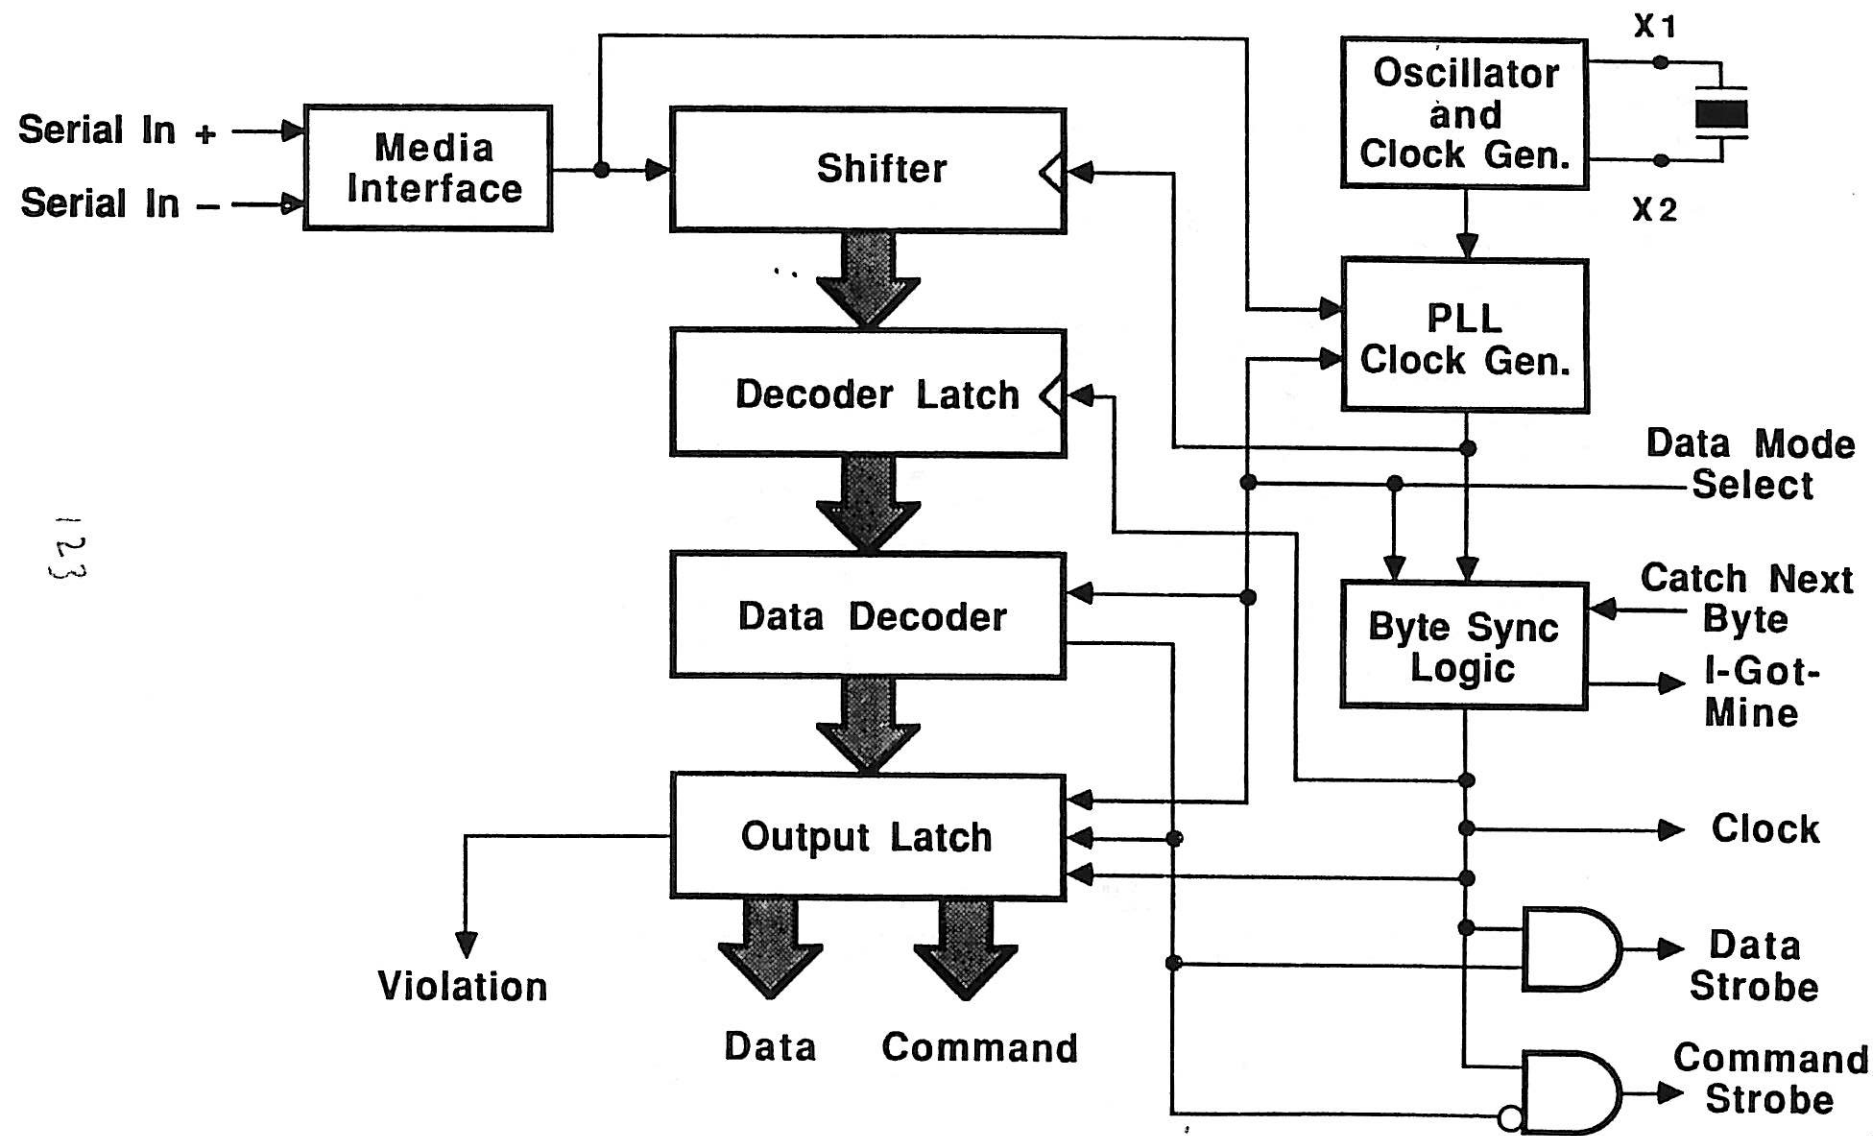 X1
Oscillator
and
Clock Gen.
X2
Serial In +
Serial In –
Media
Interface
Shifter
PLL
Clock Gen.
Decoder Latch
Data Mode
Select
123
Data Decoder
Catch Next
Byte
Byte Sync
Logic
I-Got-
Mine
Output Latch
Clock
Violation
Data
Strobe
Data
Command
Command
Strobe